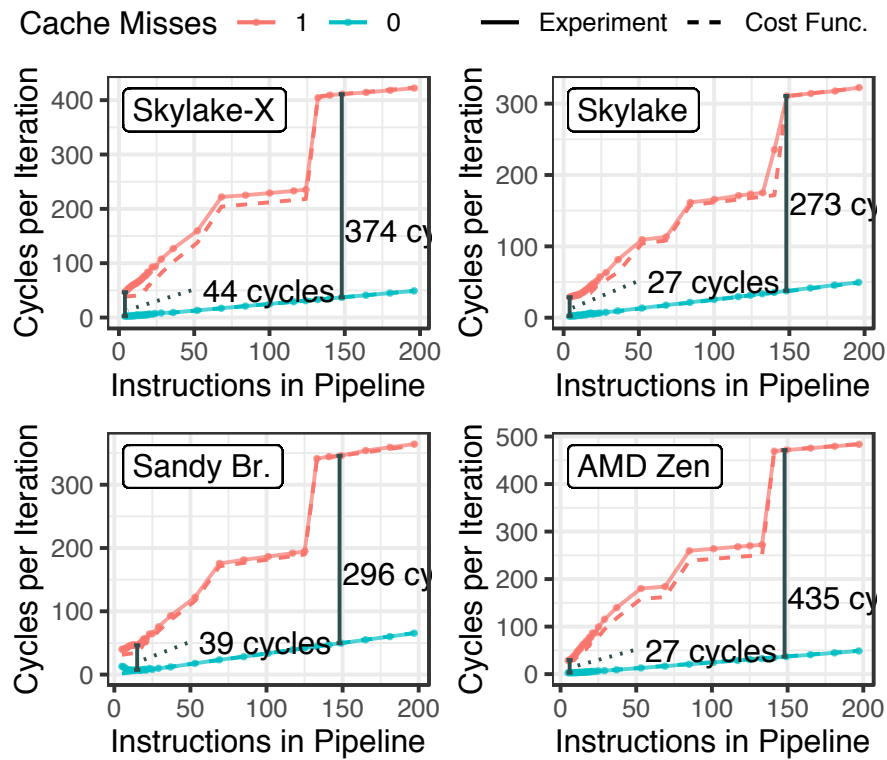 Cache Misses 1 0 Experiment Cost Func.
Skylake-X
Cycles per Iteration
400
300
200
100
0
374 cy
44 cycles
0 50 100 150 200
Instructions in Pipeline
Skylake
Cycles per Iteration
300
200
100
0
273 cy
27 cycles
0 50 100 150 200
Instructions in Pipeline
Sandy Br.
Cycles per Iteration
300
200
100
0
296 cy
39 cycles
0 50 100 150 200
Instructions in Pipeline
AMD Zen
Cycles per Iteration
500
400
300
200
100
0
435 cy
27 cycles
0 50 100 150 200
Instructions in Pipeline